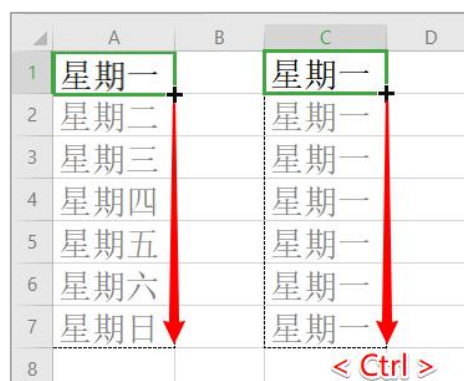 A B C D
1 星期一 星期一
2 星期二 星期一
3 星期三 星期一
4 星期四 星期一
5 星期五 星期一
6 星期六 星期一
7 星期日 星期一
8 < Ctrl >